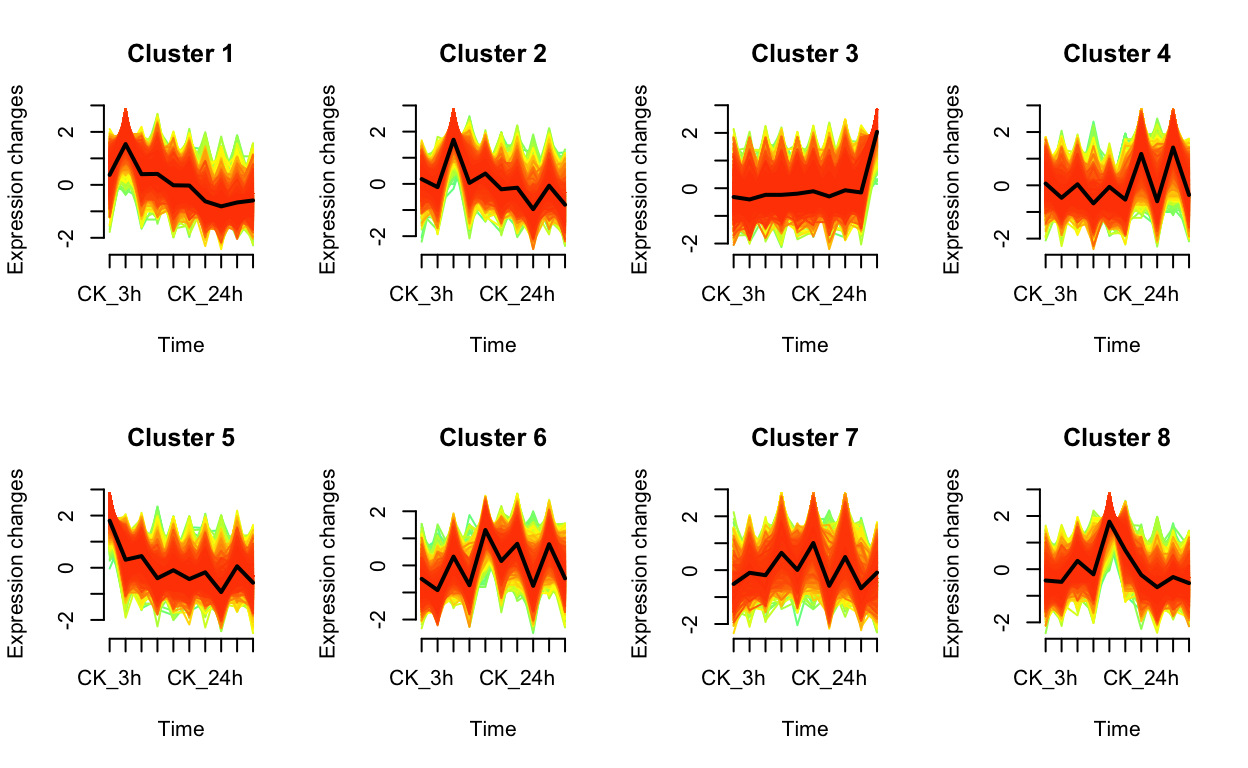 Cluster 1
Expression changes
2
0
-2
CK_3h CK_24h
Time
Cluster 2
Expression changes
2
0
-2
CK_3h CK_24h
Time
Cluster 3
Expression changes
2
0
-2
CK_3h CK_24h
Time
Cluster 4
Expression changes
2
0
-2
CK_3h CK_24h
Time
Cluster 5
Expression changes
2
0
-2
CK_3h CK_24h
Time
Cluster 6
Expression changes
2
0
-2
CK_3h CK_24h
Time
Cluster 7
Expression changes
2
0
-2
CK_3h CK_24h
Time
Cluster 8
Expression changes
2
0
-2
CK_3h CK_24h
Time